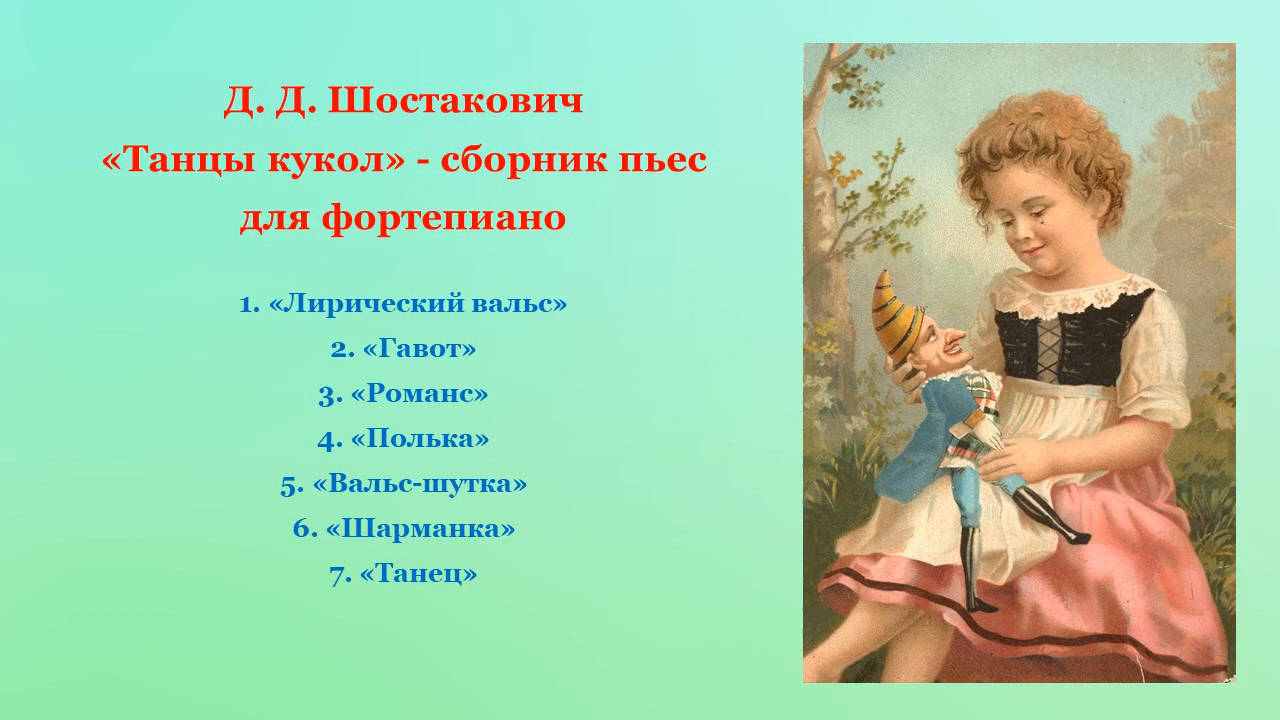 Д. Д. Шостакович
«Танцы кукол» - сборник пьес
для фортепиано
1. «Лирический вальс»
2. «Гавот»
3. «Романс»
4. «Полька»
5. «Вальс-шутка»
6. «Шарманка»
7. «Танец»